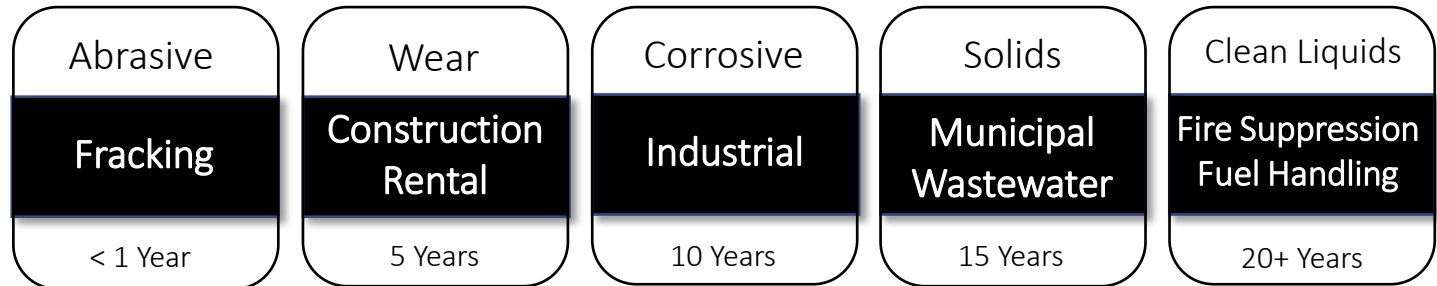 Abrasive
Fracking
< 1 Year
Wear
Construction
Rental
5 Years
Corrosive
Industrial
10 Years
Solids
Municipal
Wastewater
15 Years
Clean Liquids
Fire Suppression
Fuel Handling
20+ Years